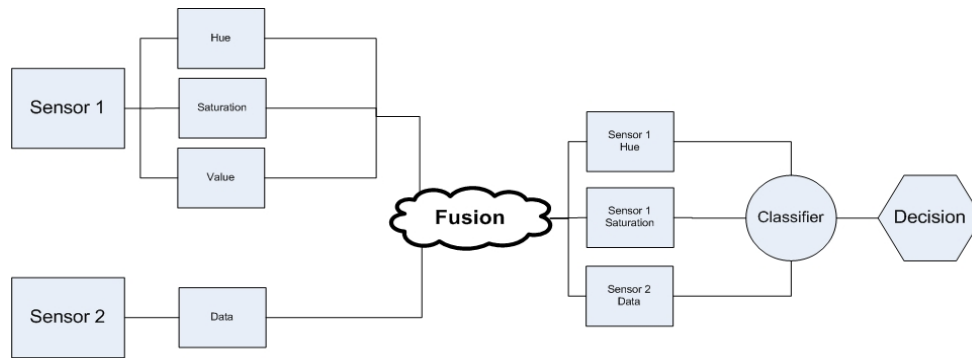 Sensor 1
Hue
Saturation
Value
Sensor 2
Data
Fusion
Sensor 1
Hue
Sensor 1
Saturation
Sensor 2
Data
Classifier
Decision